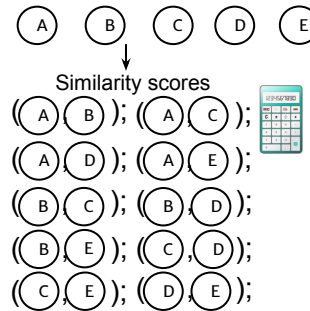 A B C D E
Similarity scores
(A, B); (A, C);
(A, D); (A, E);
(B, C); (B, D);
(B, E); (C, D);
(C, E); (D, E);